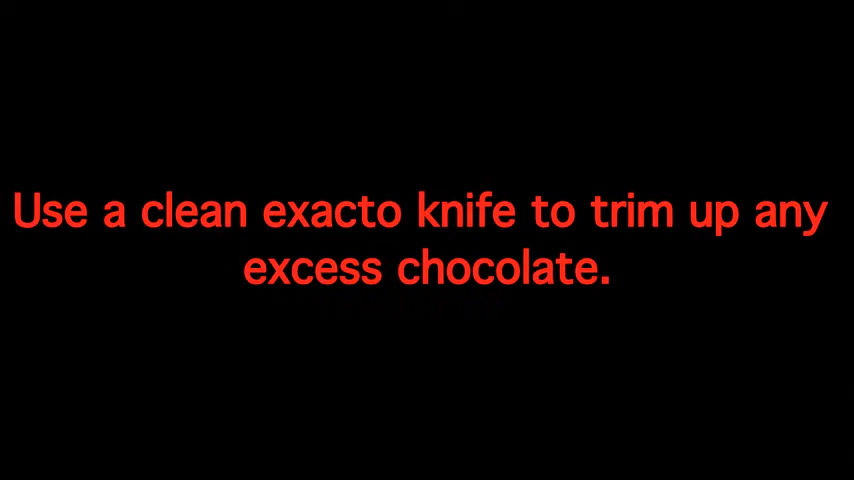 Use a clean exacto knife to trim up any
excess chocolate.